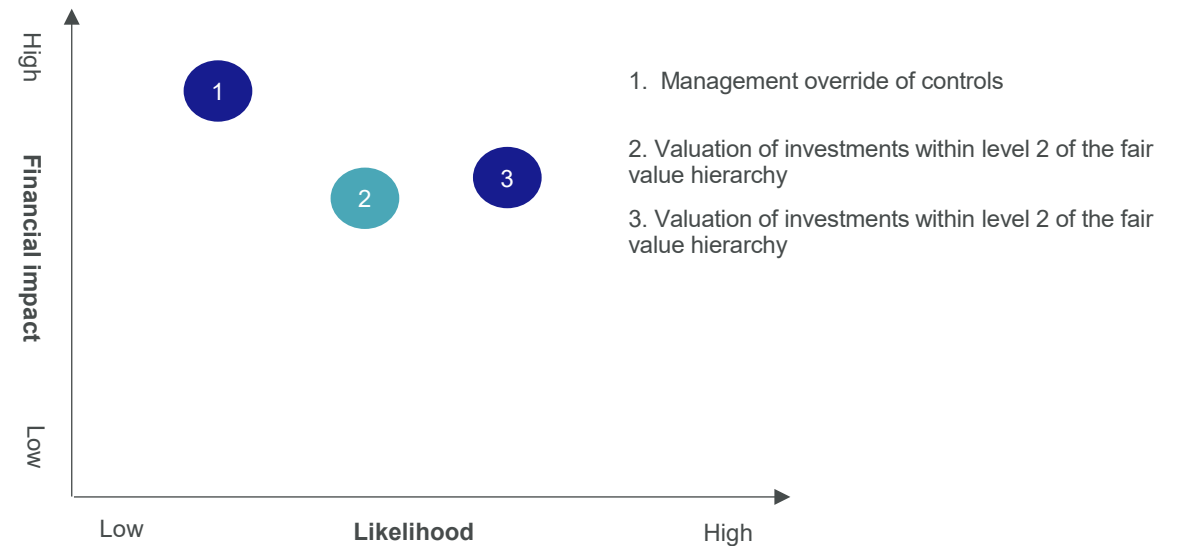 High
Financial impact
Low
1
2
3
Low
Likelihood
High
1. Management override of controls
2. Valuation of investments within level 2 of the fair
value hierarchy
3. Valuation of investments within level 2 of the fair
value hierarchy